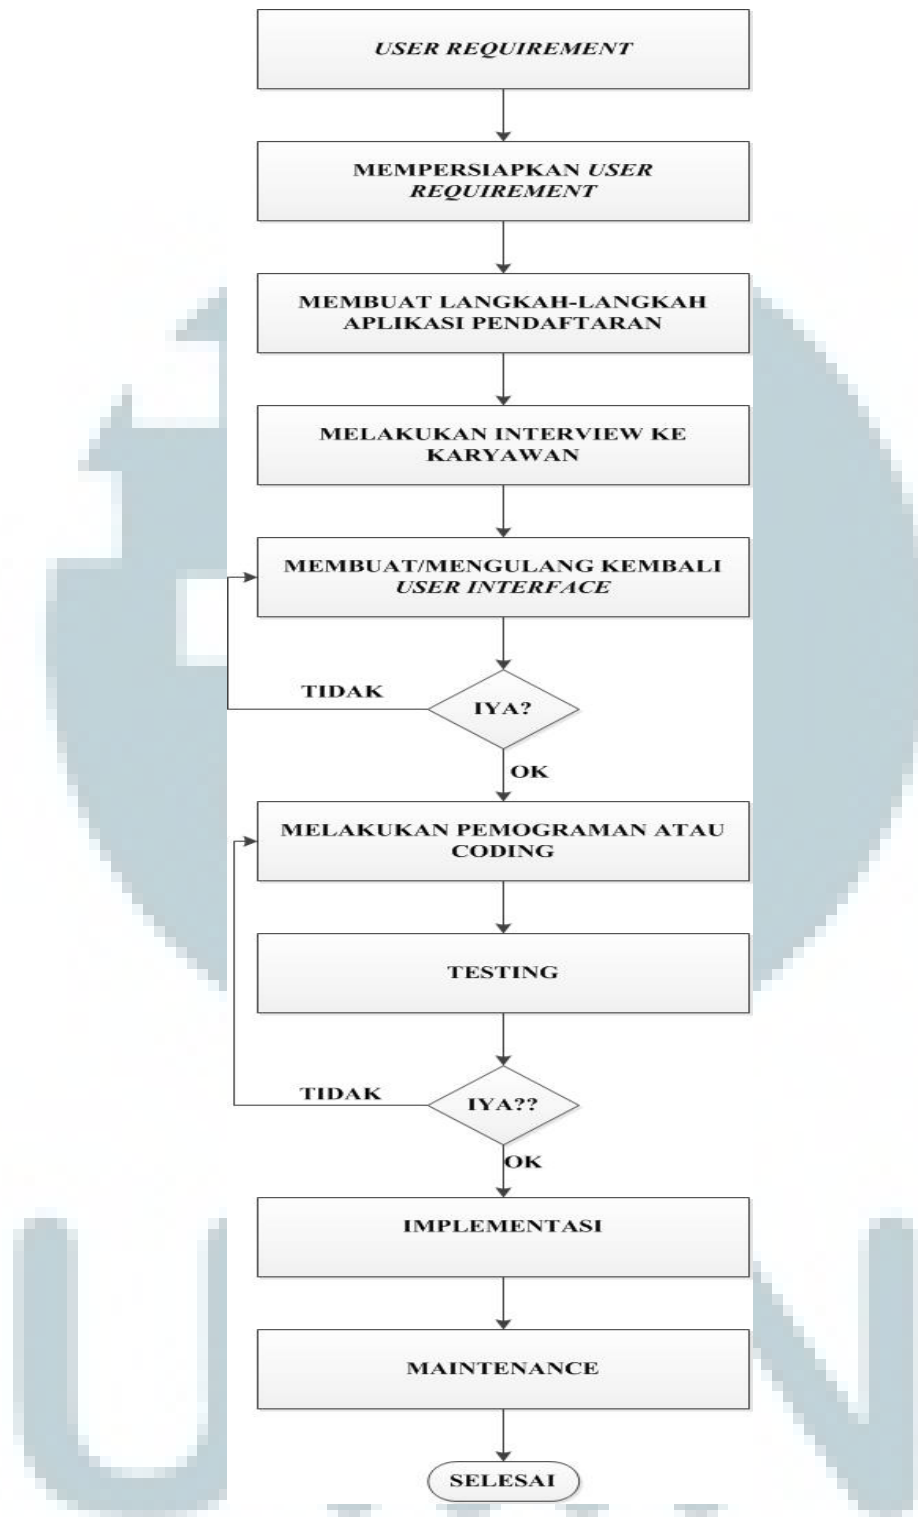 USER REQUIREMENT
MEMPERSIAPKAN USER
REQUIREMENT
MEMBUAT LANGKAH-LANGKAH
APLIKASI PENDAFTARAN
MELAKUKAN INTERVIEW KE
KARYAWAN
MEMBUAT/MENGULANG KEMBALI
USER INTERFACE
TIDAK
IYA?
OK
MELAKUKAN PEMOGRAMAN ATAU
CODING
TESTING
TIDAK
IYA??
OK
IMPLEMENTASI
MAINTENANCE
SELESAI